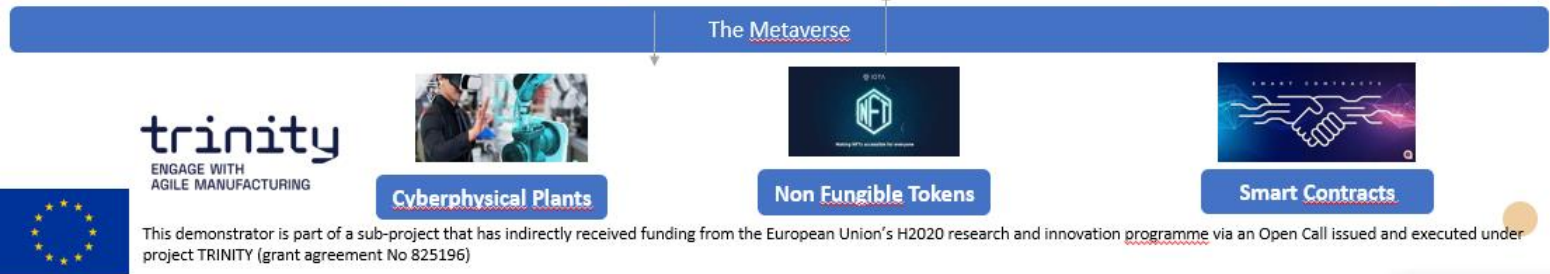 The Metaverse
IOTA
NFT
Making NFTs accessible for everyone
SMART CONTRACTS
trinity
ENGAGE WITH
AGILE MANUFACTURING
Cyberphysical Plants
Non Fungible Tokens
Smart Contracts
This demonstrator is part of a sub-project that has indirectly received funding from the European Union’s H2020 research and innovation programme via an Open Call issued and executed under
project TRINITY (grant agreement No 825196)